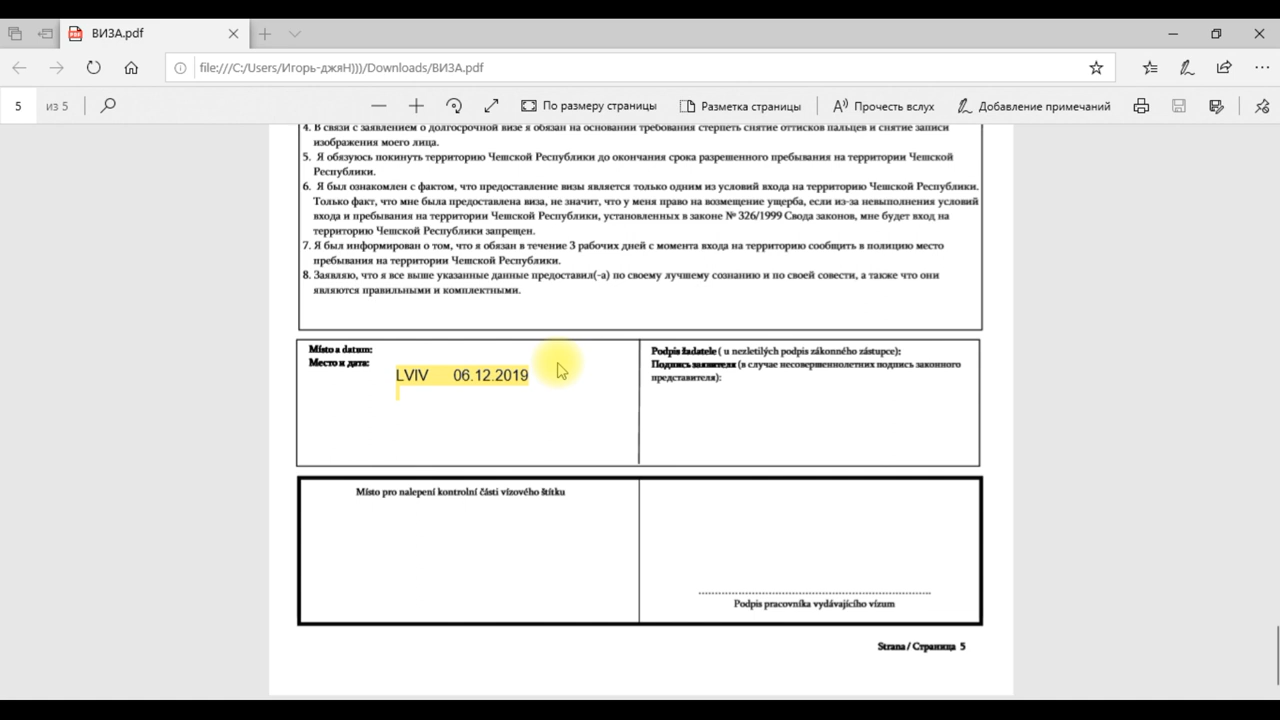 ВИЗА.pdf
file:///C:/Users/Игорь-джяН)))/Downloads/ВИЗА.pdf
5 из 5 По размеру страницы Разметка страницы Прочесть вслух Добавление примечаний
4. В связи с заявлением о долгосрочной визе я обязан на основании требования стерпеть снятие оттисков пальцев и снятие записи
изображения моего лица.
5. Я обязуюсь покинуть территорию Чешской Республики до окончания срока разрешенного пребывания на территории Чешской
Республики.
6. Я был ознакомлен с фактом, что предоставление визы является только одним из условий входа на территорию Чешской Республики.
Только факт, что мне была предоставлена виза, не значит, что у меня право на возмещение ущерба, если из-за невыполнения условий
входа и пребывания на территории Чешской Республики, установленных в законе № 326/1999 Свода законов, мне будет вход на
территорию Чешской Республики запрещен.
7. Я был информирован о том, что я обязан в течение 3 рабочих дней с момента входа на территорию сообщить в полицию место
пребывания на территории Чешской Республики.
8. Заявляю, что я все выше указанные данные предоставил(-а) по своему лучшему сознанию и по своей совести, а также что они
являются правильными и комплектными.
Místo a datum:
Место и дата:
LVIV 06.12.2019
Podpis žadatele ( u nezletilých podpis zákonného zástupce):
Подпись заявителя (в случае несовершеннолетних подпись законного
представителя):
Místo pro nalepení kontrolní části vízového štítku
Podpis pracovníka vydávajícího vízum
Strana / Страница 5